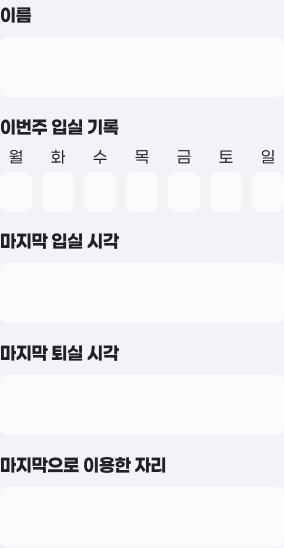 이름
이번주 입실 기록
월 화 수 목 금 토 일
마지막 입실 시각
마지막 퇴실 시각
마지막으로 이용한 자리